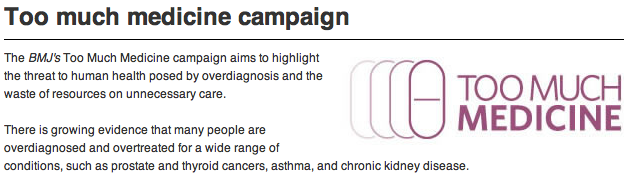 Too much medicine campaign
The BMJ's Too Much Medicine campaign aims to highlight
the threat to human health posed by overdiagnosis and the
waste of resources on unnecessary care.
TOO MUCH
MEDICINE
There is growing evidence that many people are
overdiagnosed and overtreated for a wide range of
conditions, such as prostate and thyroid cancers, asthma, and chronic kidney disease.